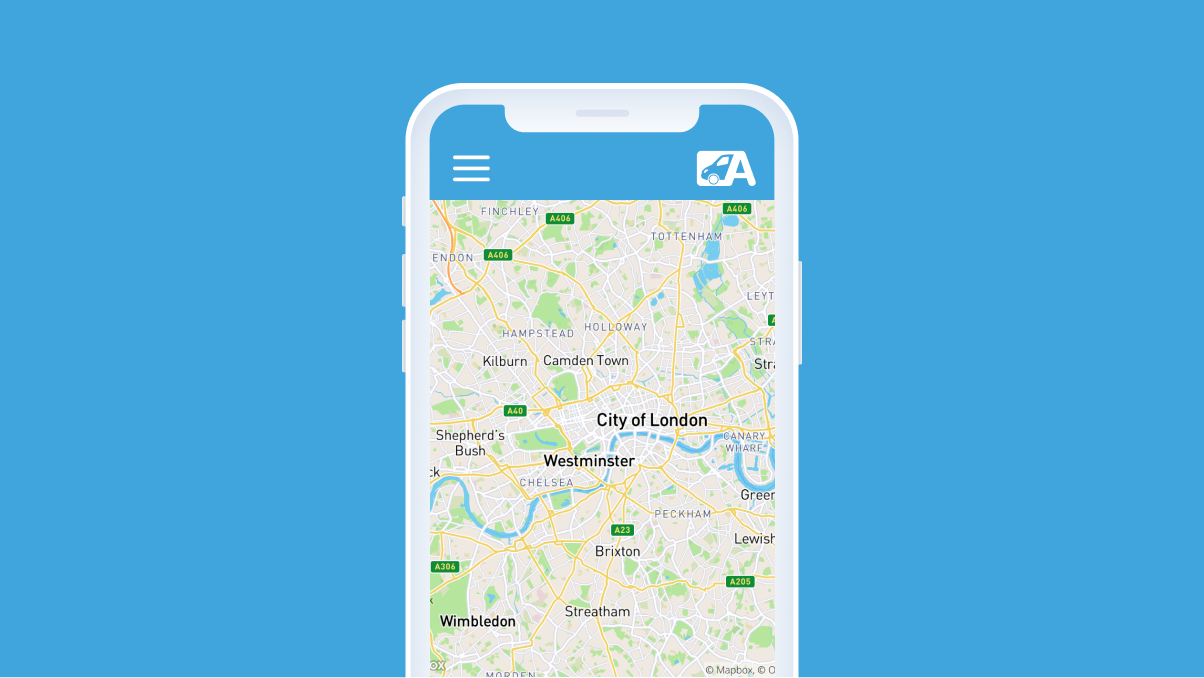 A
A406
FINCHLEY
A406
TOTTENHAM
A406
ENDON
LEYT
A
HAMPSTEAD
HOLLOWAY
STRA
Kilburn
Camden Town
Stra
A40
City of London
Shepherd's
Bush
CANARY
WHARF
Westminster
ck
CHELSEA
Green
PECKHAM
A23
Lewish
Brixton
A306
A205
k
Streatham
Wimbledon
ox
© Mapbox, © O
MORDEN